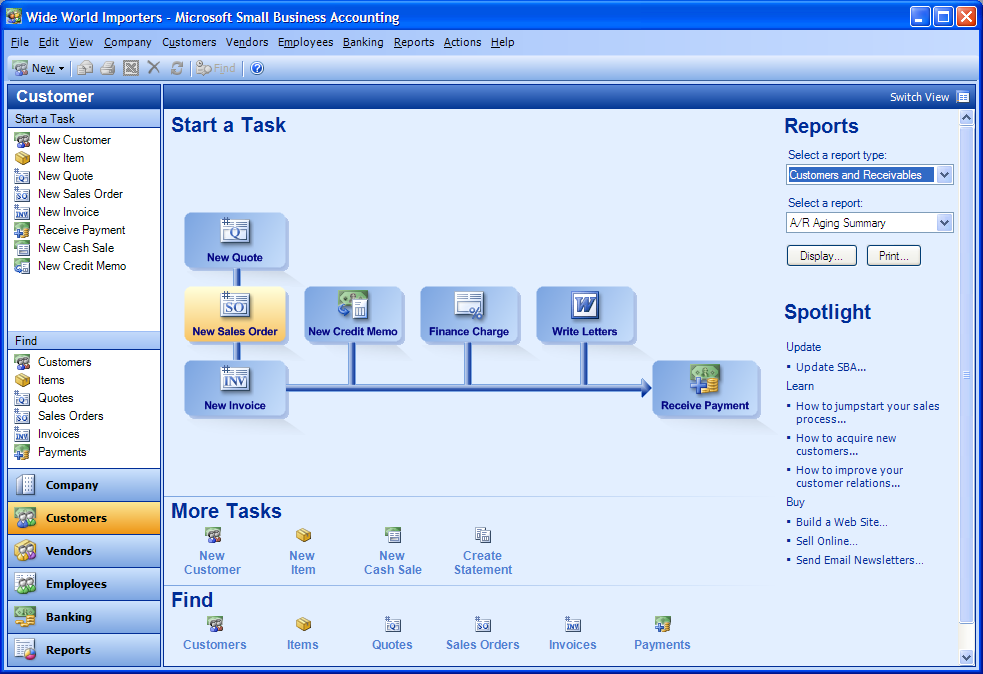 Wide World Importers - Microsoft Small Business Accounting
File Edit View Company Customers Vendors Employees Banking Reports Actions Help
New Find
Customer
Switch View
Start a Task
New Customer
New Item
New Quote
New Sales Order
New Invoice
Receive Payment
New Cash Sale
New Credit Memo
Find
Customers
Items
Quotes
Sales Orders
Invoices
Payments
Company
Customers
Vendors
Employees
Banking
Reports
Start a Task
Q
New Quote
SO
New Sales Order
New Credit Memo
Finance Charge
W
Write Letters
INV
New Invoice
Receive Payment
More Tasks
New
Customer
New
Item
New
Cash Sale
Create
Statement
Find
Customers
Items
Quotes
Sales Orders
Invoices
Payments
Reports
Select a report type:
Customers and Receivables
Select a report:
A/R Aging Summary
Display... Print...
Spotlight
Update
• Update SBA...
Learn
• How to jumpstart your sales
process...
• How to acquire new
customers...
• How to improve your
customer relations...
Buy
• Build a Web Site...
• Sell Online...
• Send Email Newsletters...